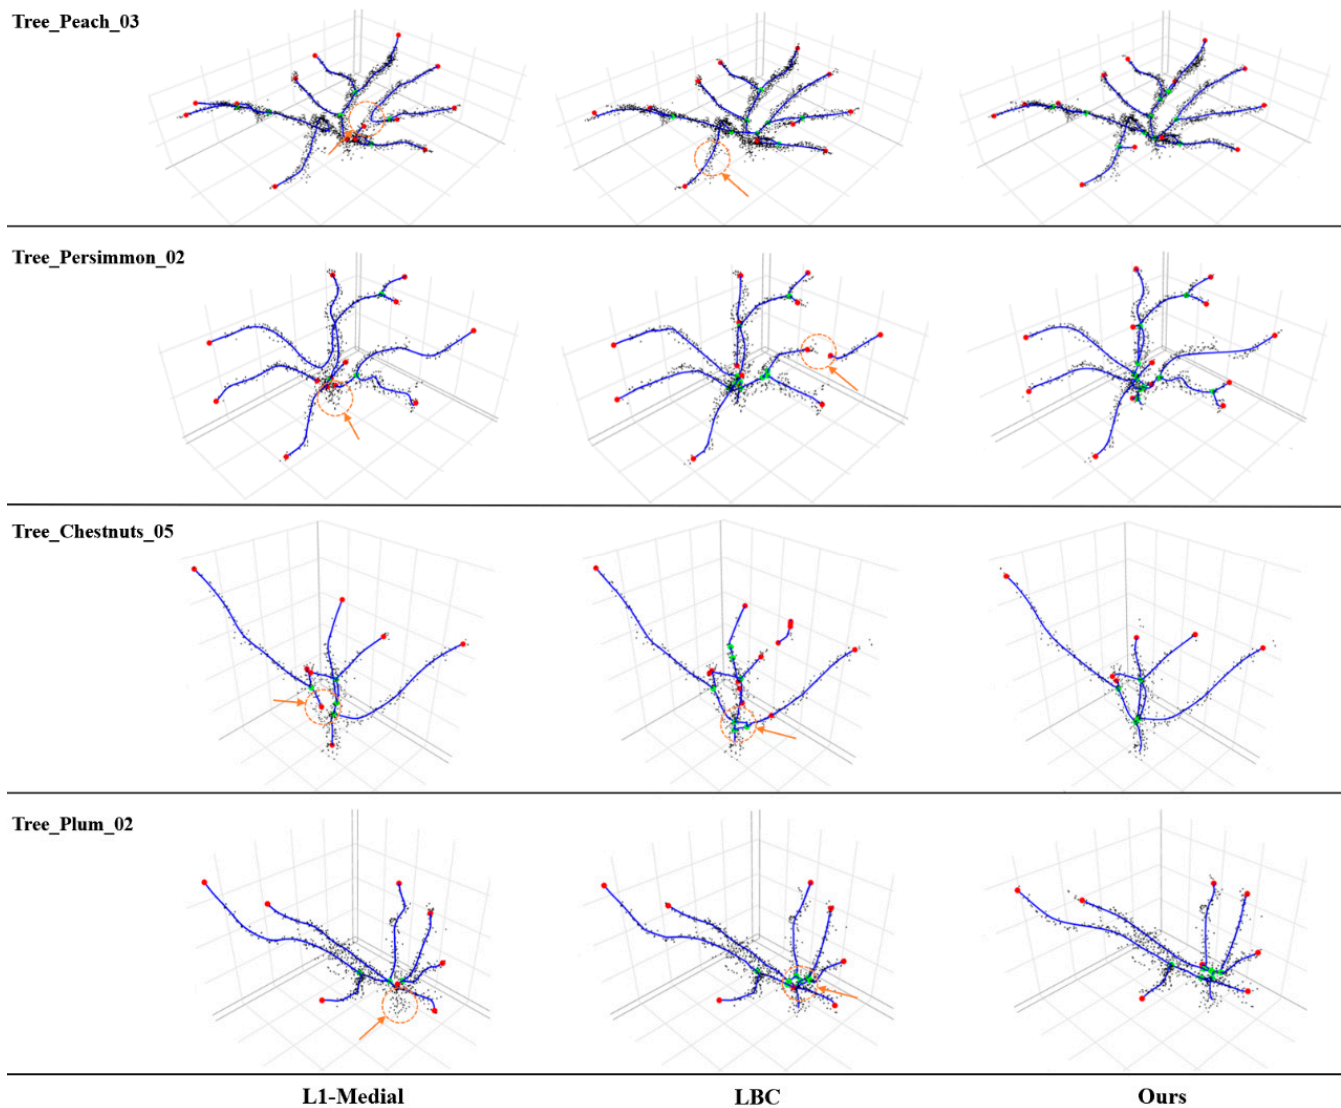 Tree_Peach_03
Tree_Persimmon_02
Tree_Chestnuts_05
Tree_Plum_02
L1-Medial LBC Ours